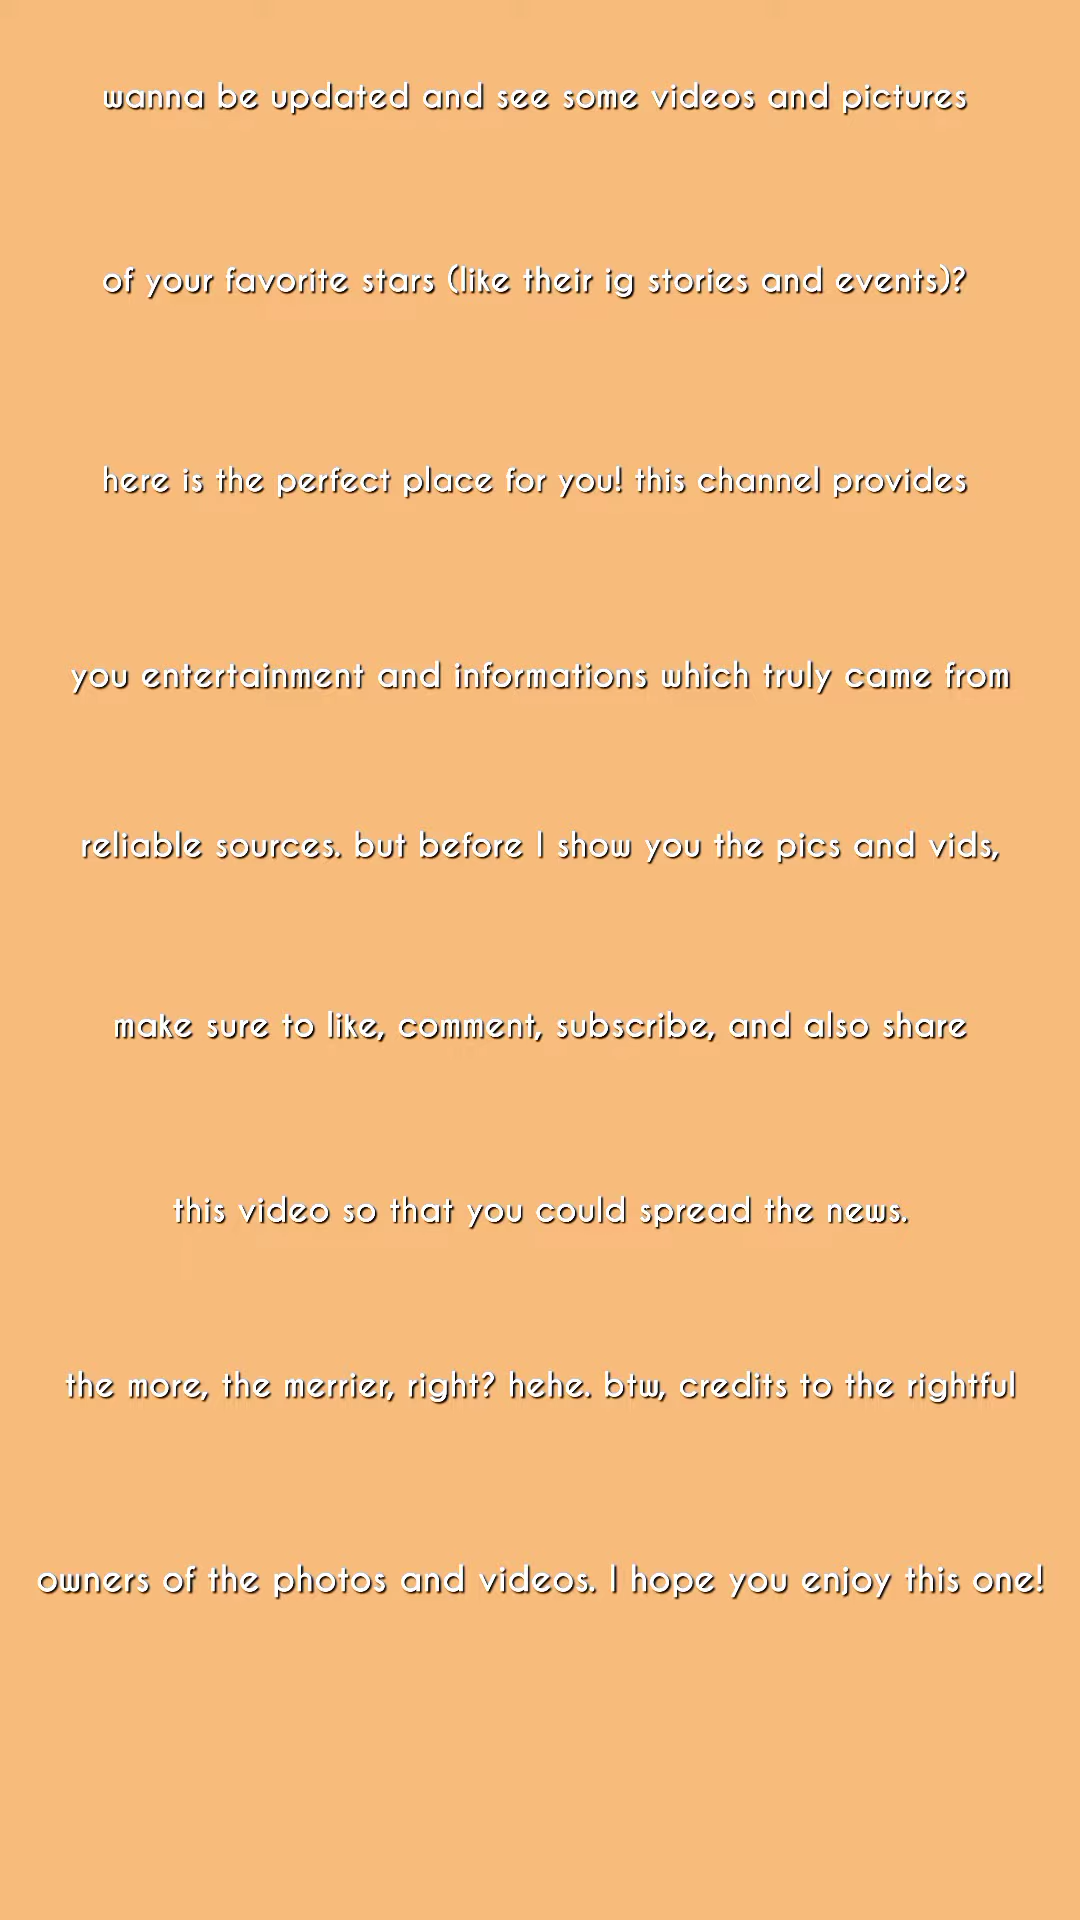 wanna be updated and see some videos and pictures
of your favorite stars (like their ig stories and events)?
here is the perfect place for you! this channel provides
you entertainment and informations which truly came from
reliable sources. but before I show you the pics and vids,
make sure to like, comment, subscribe, and also share
this video so that you could spread the news.
the more, the merrier, right? hehe. btw, credits to the rightful
owners of the photos and videos. I hope you enjoy this one!